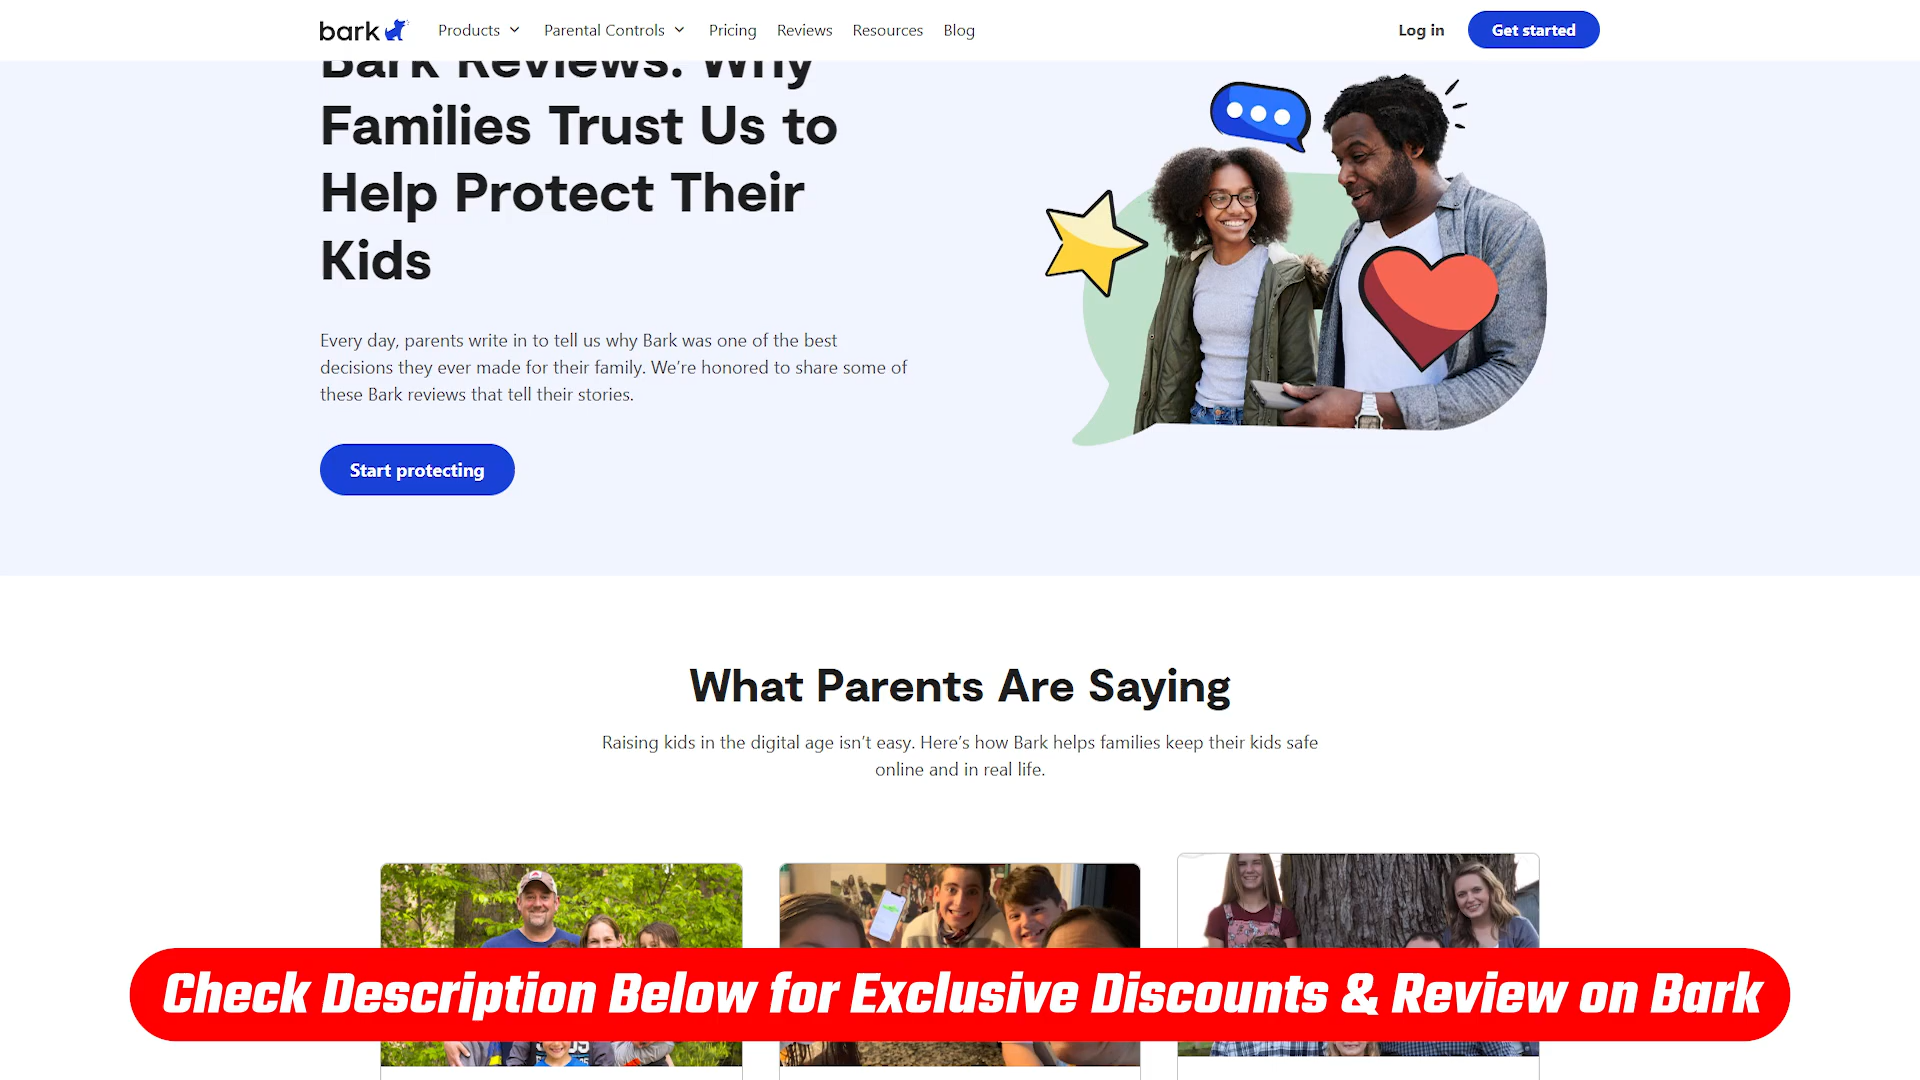 bark
Products
Parental Controls
Pricing
Reviews
Resources
Blog
Log in
Get started
Bark Reviews: Why
Families Trust Us to
Help Protect Their
Kids
Every day, parents write in to tell us why Bark was one of the best
decisions they ever made for their family. We’re honored to share some of
these Bark reviews that tell their stories.
Start protecting
What Parents Are Saying
Raising kids in the digital age isn’t easy. Here’s how Bark helps families keep their kids safe
online and in real life.
Check Description Below for Exclusive Discounts & Review on Bark